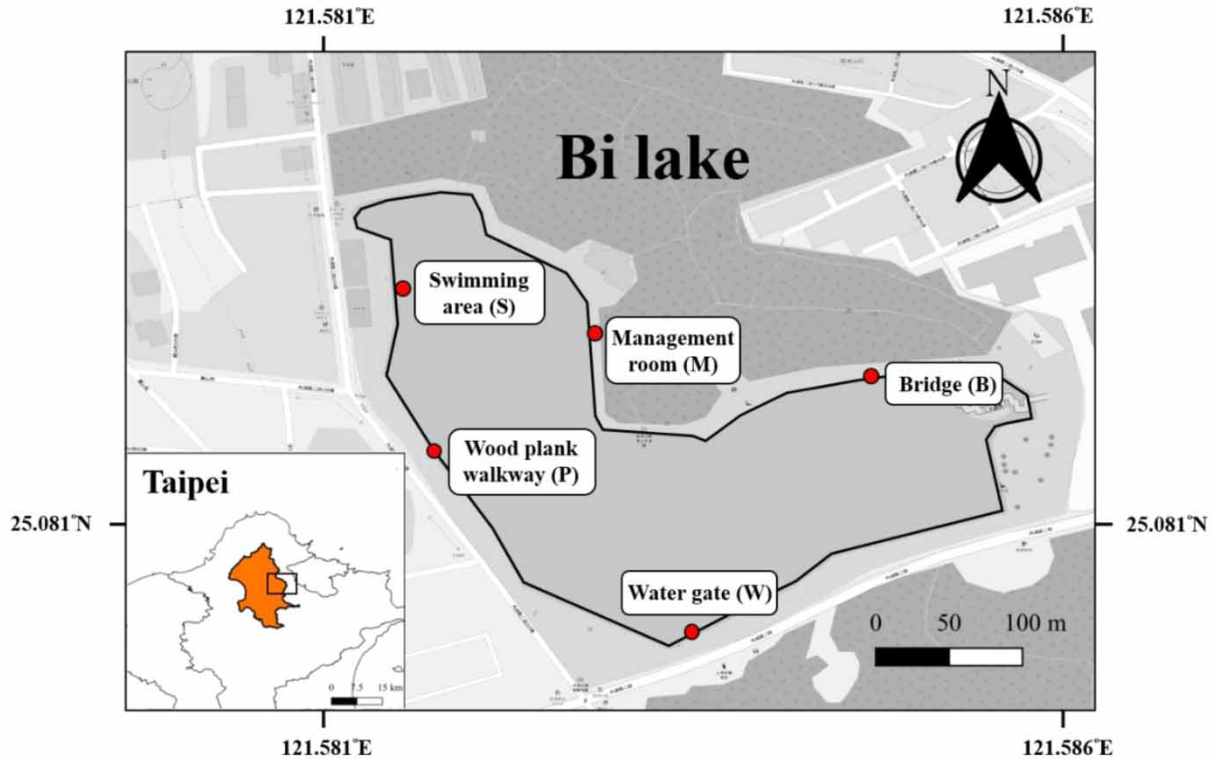 121.581°E
121.586°E
N
Bi lake
Swimming
area (S)
Management
room (M)
Bridge (B)
Wood plank
walkway (P)
Taipei
25.081°N
25.081°N
Water gate (W)
0 50 100 m
0 7.5 15 km
121.581°E
121.586°E